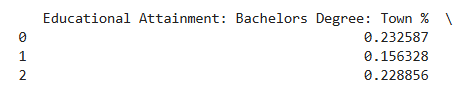 Educational Attainment: Bachelors Degree: Town %  \
0 0.232587
1 0.156328
2 0.228856